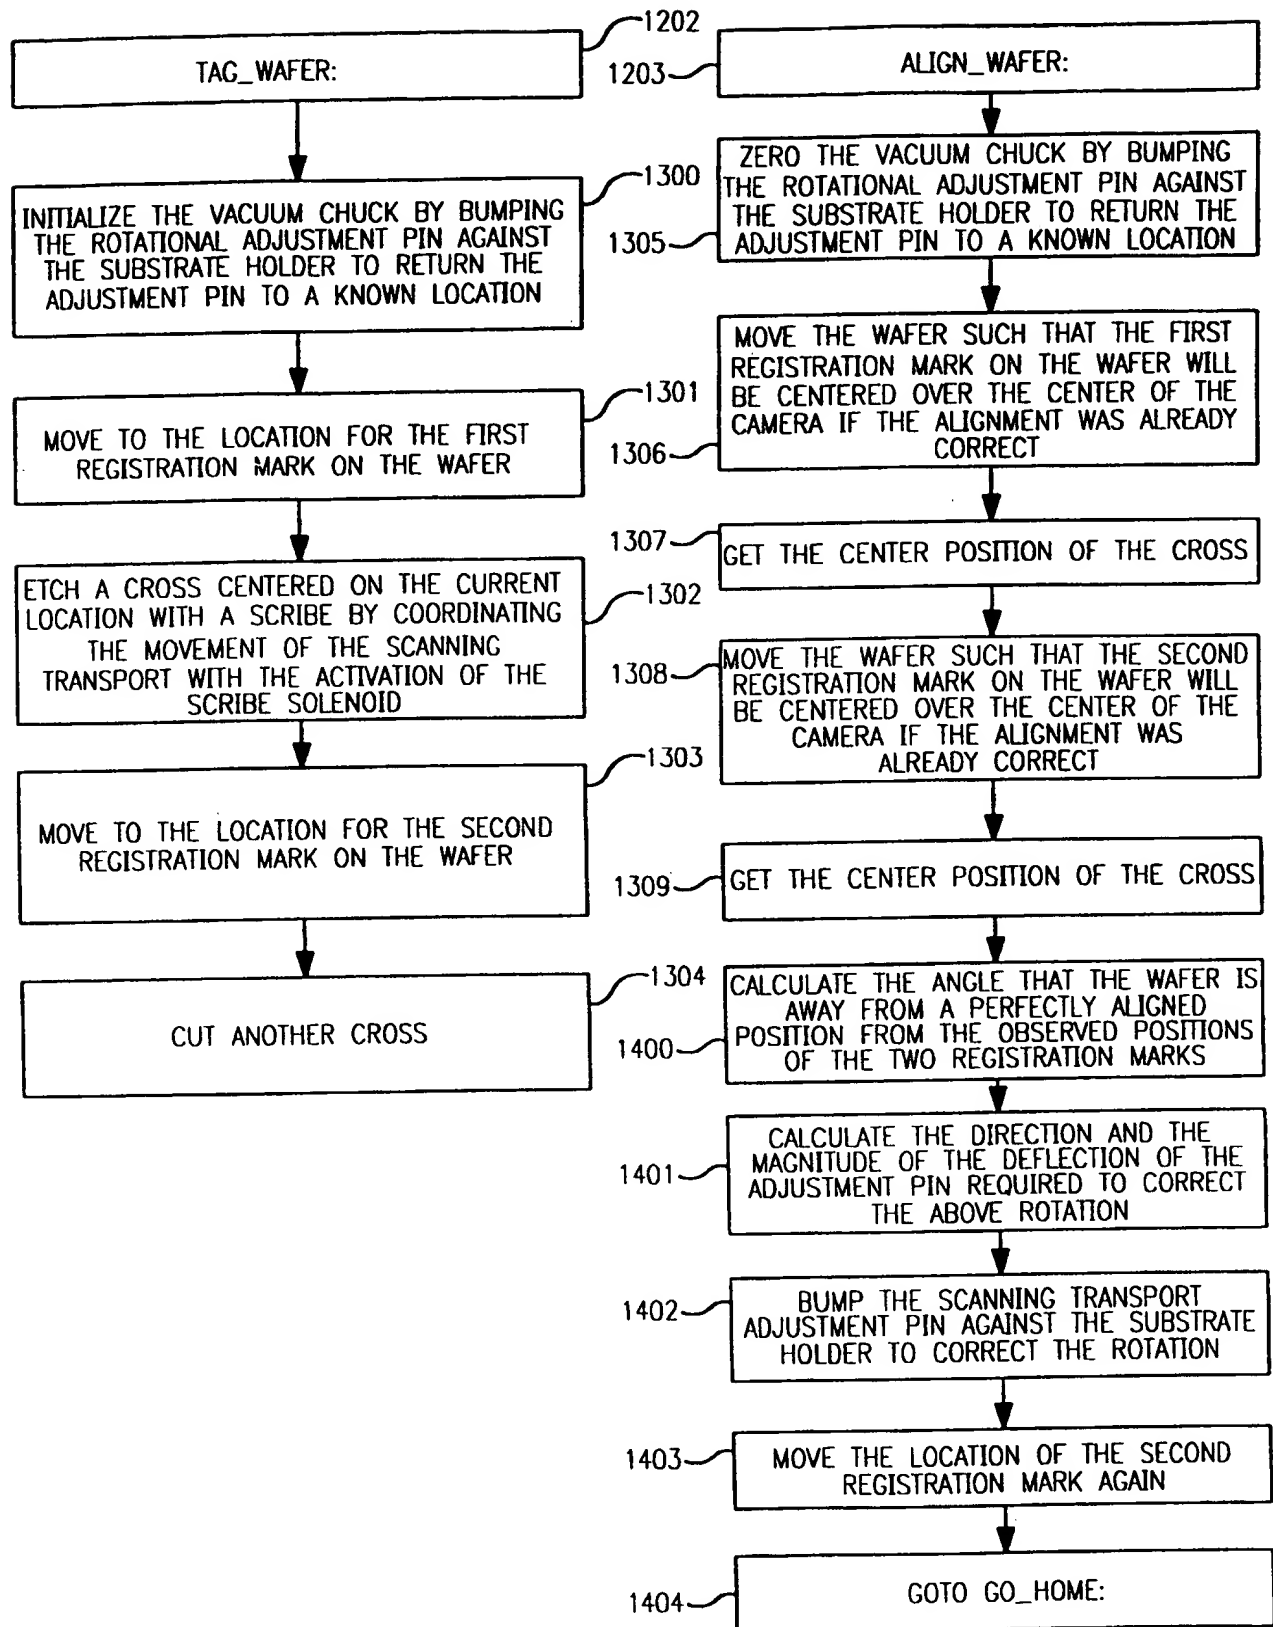 1202
TAG_WAFER:
1300
INITIALIZE THE VACUUM CHUCK BY BUMPING
THE ROTATIONAL ADJUSTMENT PIN AGAINST
THE SUBSTRATE HOLDER TO RETURN THE
ADJUSTMENT PIN TO A KNOWN LOCATION
1301
MOVE TO THE LOCATION FOR THE FIRST
REGISTRATION MARK ON THE WAFER
1302
ETCH A CROSS CENTERED ON THE CURRENT
LOCATION WITH A SCRIBE BY COORDINATING
THE MOVEMENT OF THE SCANNING
TRANSPORT WITH THE ACTIVATION OF THE
SCRIBE SOLENOID
1303
MOVE TO THE LOCATION FOR THE SECOND
REGISTRATION MARK ON THE WAFER
1304
CUT ANOTHER CROSS
1203
ALIGN_WAFER:
1305
ZERO THE VACUUM CHUCK BY BUMPING
THE ROTATIONAL ADJUSTMENT PIN AGAINST
THE SUBSTRATE HOLDER TO RETURN THE
ADJUSTMENT PIN TO A KNOWN LOCATION
1306
MOVE THE WAFER SUCH THAT THE FIRST
REGISTRATION MARK ON THE WAFER WILL
BE CENTERED OVER THE CENTER OF THE
CAMERA IF THE ALIGNMENT WAS ALREADY
CORRECT
1307
GET THE CENTER POSITION OF THE CROSS
1308
MOVE THE WAFER SUCH THAT THE SECOND
REGISTRATION MARK ON THE WAFER WILL
BE CENTERED OVER THE CENTER OF THE
CAMERA IF THE ALIGNMENT WAS
ALREADY CORRECT
1309
GET THE CENTER POSITION OF THE CROSS
1400
CALCULATE THE ANGLE THAT THE WAFER IS
AWAY FROM A PERFECTLY ALIGNED
POSITION FROM THE OBSERVED POSITIONS
OF THE TWO REGISTRATION MARKS
1401
CALCULATE THE DIRECTION AND THE
MAGNITUDE OF THE DEFLECTION OF THE
ADJUSTMENT PIN REQUIRED TO CORRECT
THE ABOVE ROTATION
1402
BUMP THE SCANNING TRANSPORT
ADJUSTMENT PIN AGAINST THE SUBSTRATE
HOLDER TO CORRECT THE ROTATION
1403
MOVE THE LOCATION OF THE SECOND
REGISTRATION MARK AGAIN
1404
GOTO GO_HOME: